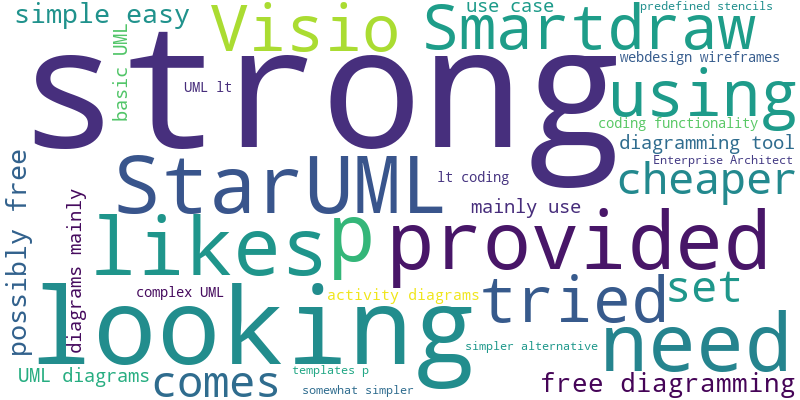 simple easy
basic UML
Visio
use case
predefined stencils
Smartdraw
strong
webdesign wireframes
UML lt
using
coding functionality
diagramming tool
Enterprise Architect
StarUML
lt coding
cheaper
possibly free
diagrams mainly
mainly use
likes
p
provided
looking
complex UML
activity diagrams
tried
set
need
simpler alternative
UML diagrams
comes
templates p
somewhat simpler
free diagramming